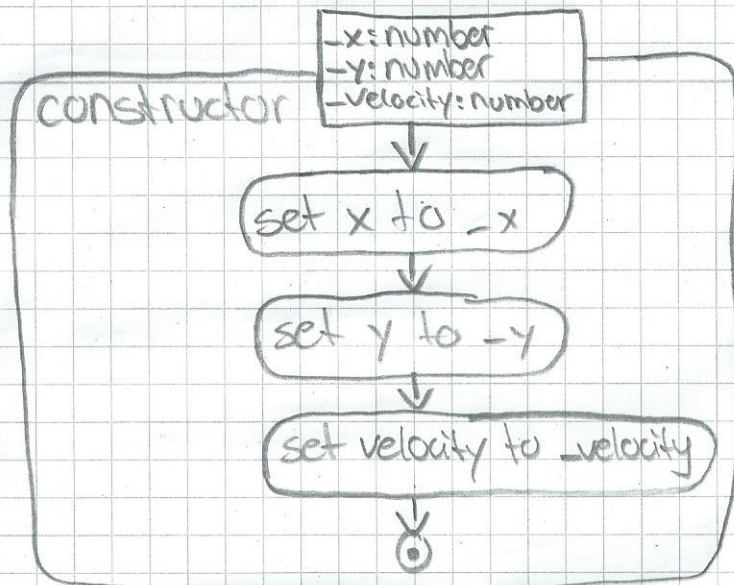 _x: number
_y: number
_velocity: number
constructor
set x to _x
set y to _y
set velocity to _velocity